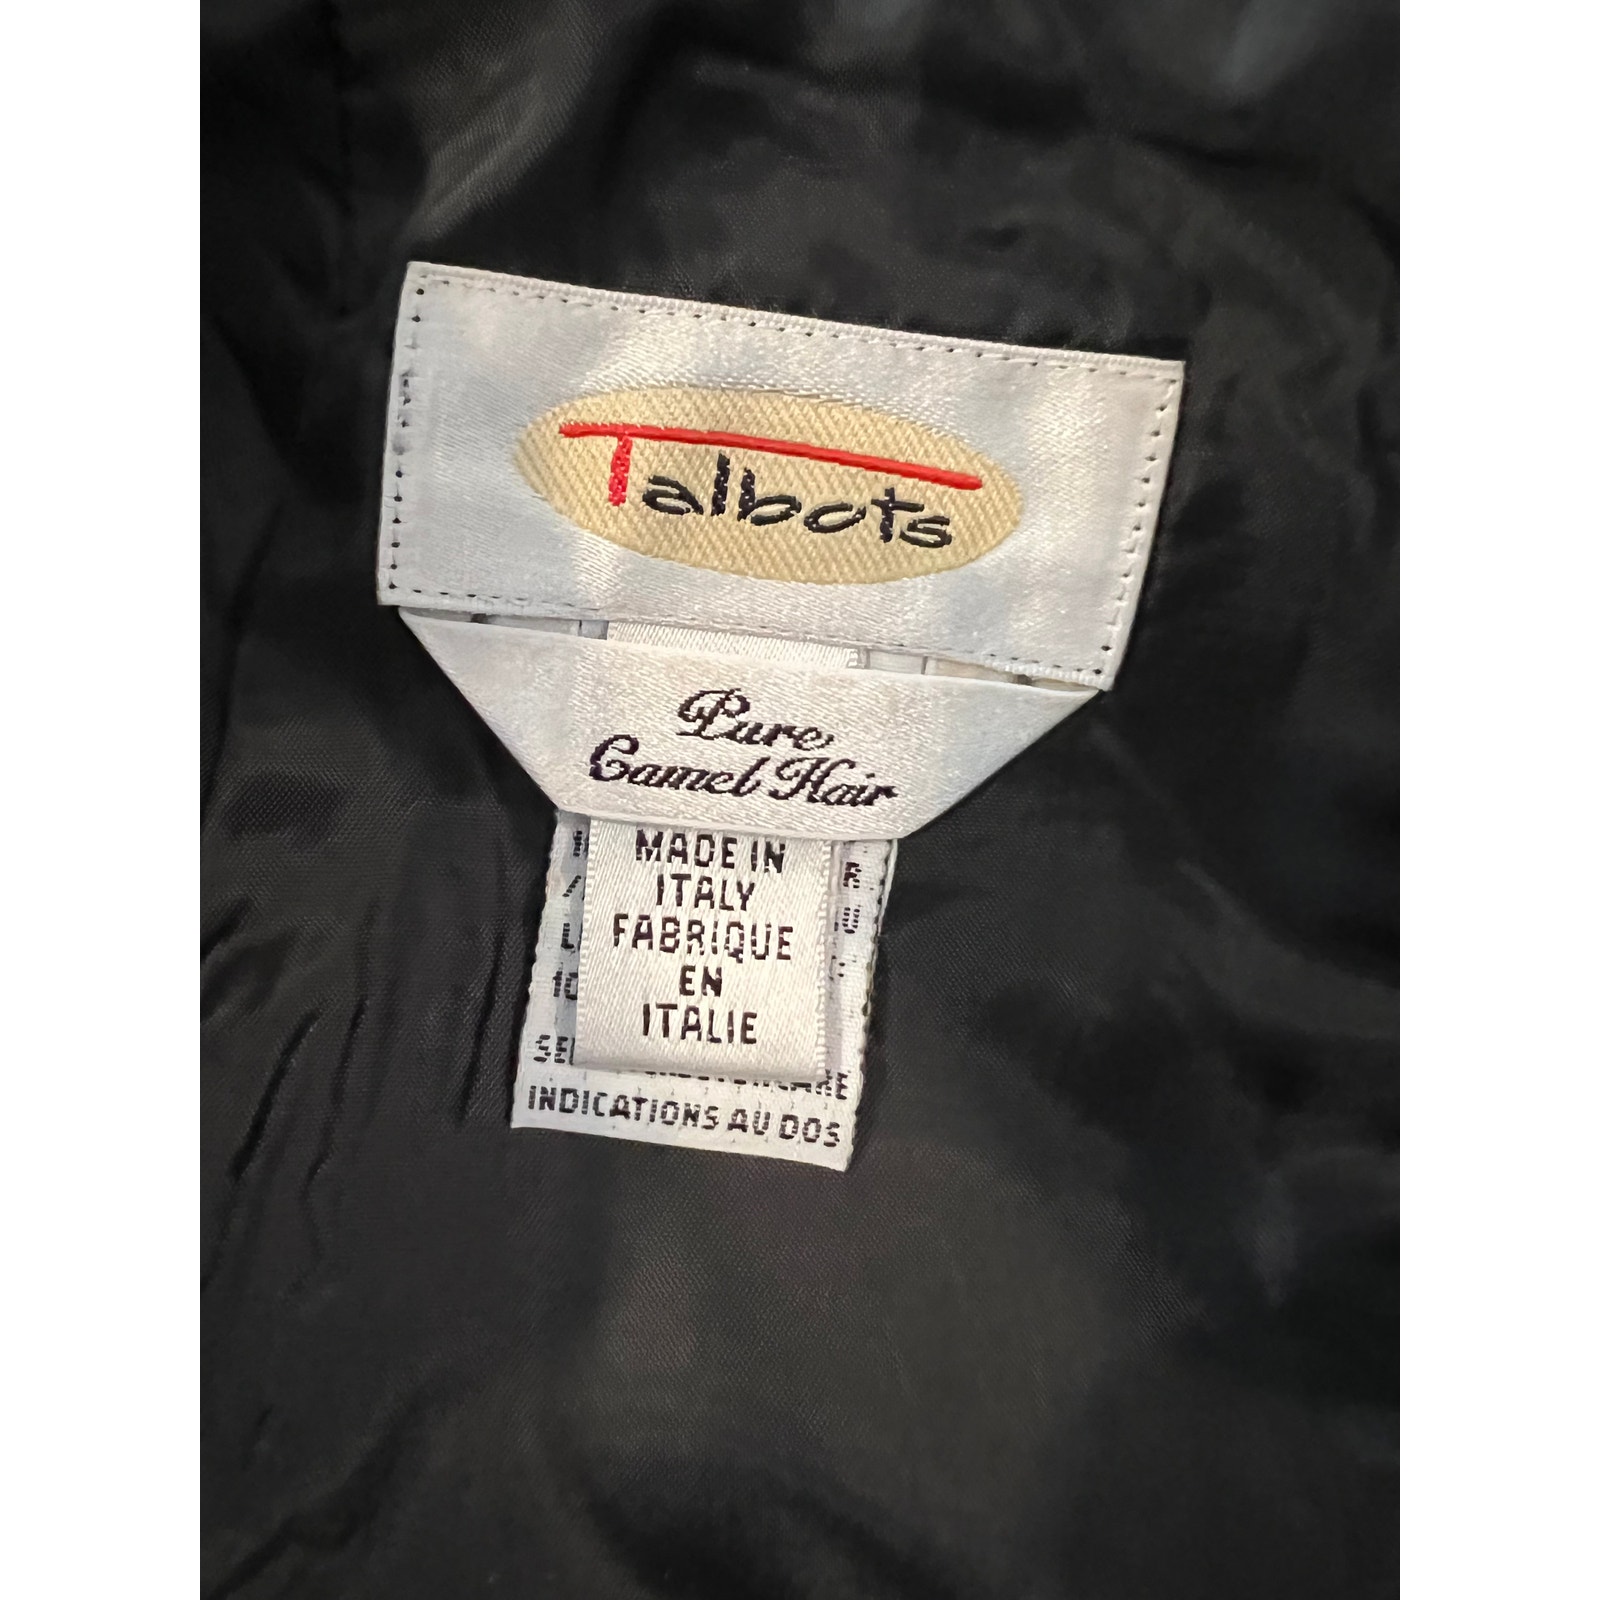 Talbots
Pure
Camel Hair
MADE IN
ITALY
FABRIQUE
EN
ITALIE
INDICATIONS AU DOS